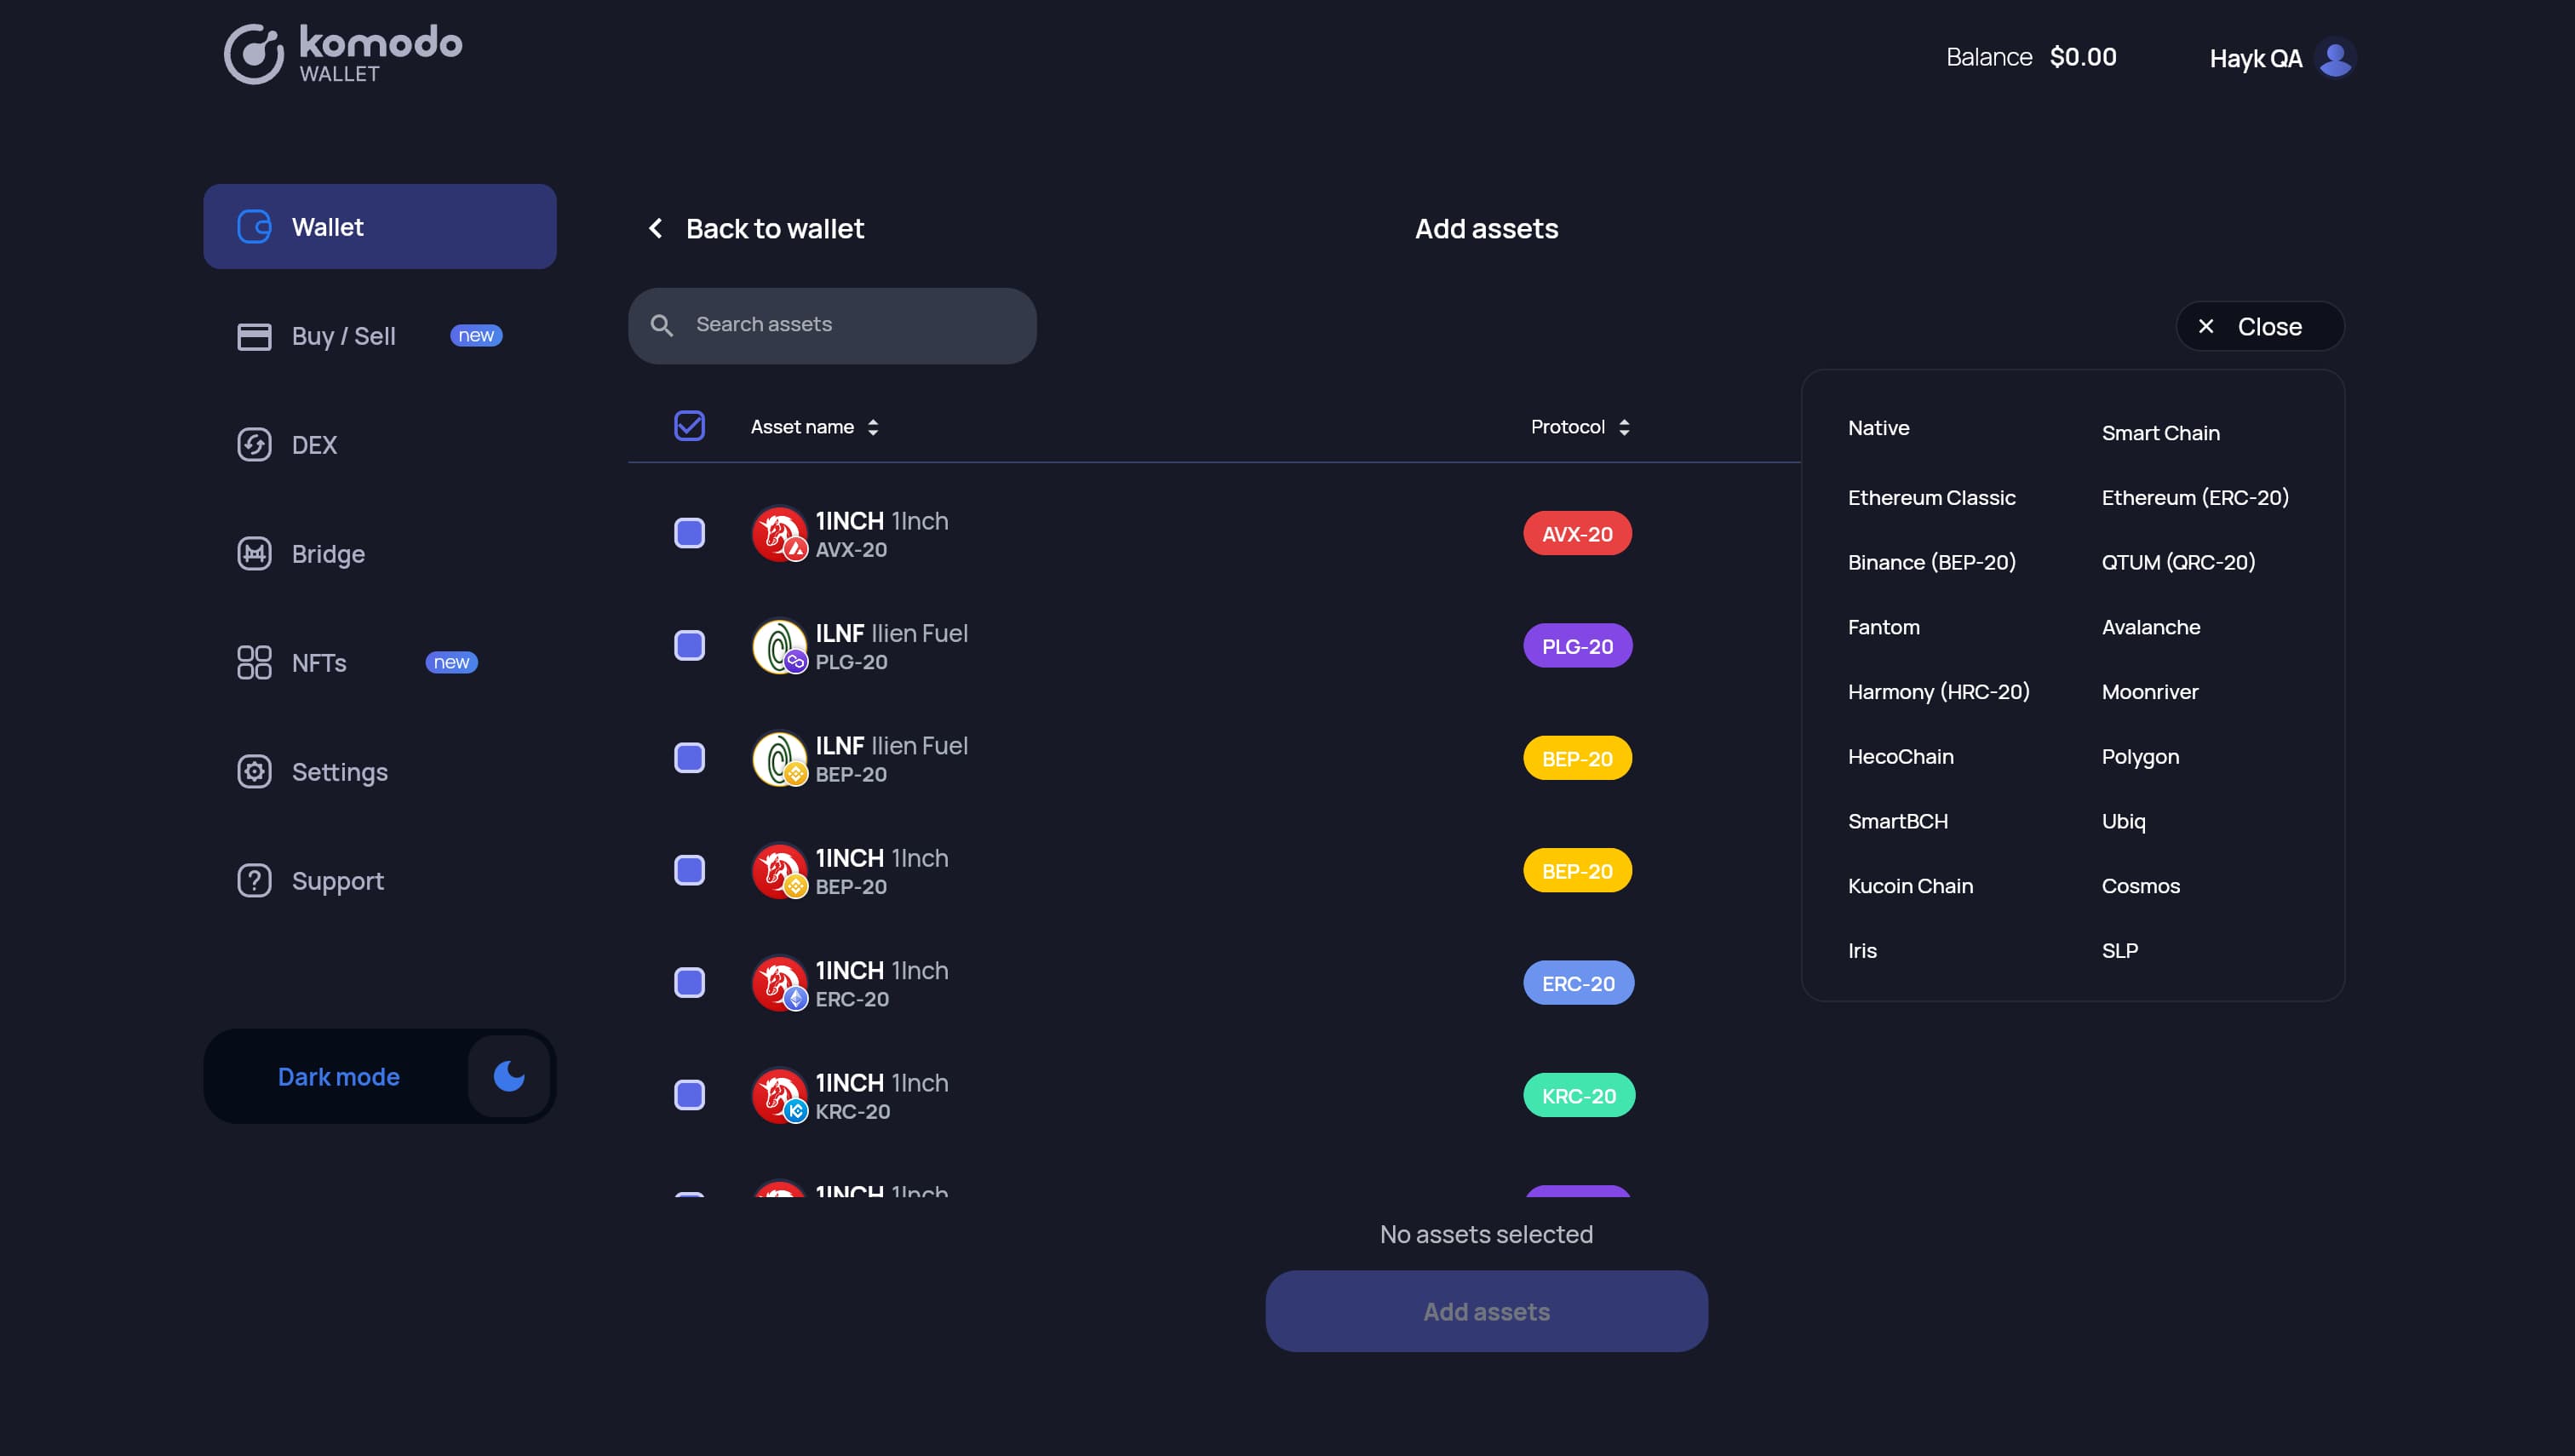 komodo
WALLET
Balance $0.00
Hayk QA
Wallet
Buy / Sell new
DEX
Bridge
NFTs new
Settings
Support
Dark mode
Back to wallet
Add assets
Search assets
Close
Asset name
Protocol
1INCH 1Inch
AVX-20
AVX-20
ILNF Ilien Fuel
PLG-20
PLG-20
ILNF Ilien Fuel
BEP-20
BEP-20
1INCH 1Inch
BEP-20
BEP-20
1INCH 1Inch
ERC-20
ERC-20
1INCH 1Inch
KRC-20
KRC-20
1INCH 1Inch
Native
Smart Chain
Ethereum Classic
Ethereum (ERC-20)
Binance (BEP-20)
QTUM (QRC-20)
Fantom
Avalanche
Harmony (HRC-20)
Moonriver
HecoChain
Polygon
SmartBCH
Ubiq
Kucoin Chain
Cosmos
Iris
SLP
No assets selected
Add assets